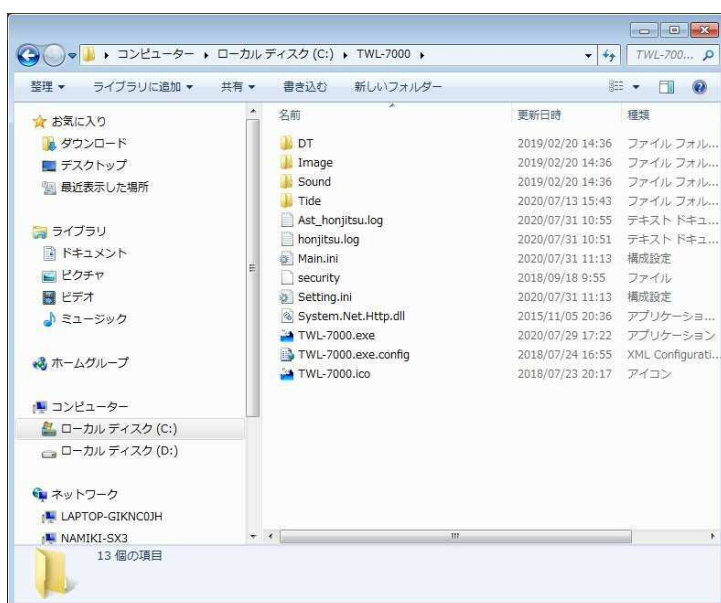 コンピューター ▸ ローカル ディスク (C:) ▸ TWL-7000 ▸
TWL-700...
整理 ライブラリに追加 共有 書き込む 新しいフォルダー
お気に入り
ダウンロード
デスクトップ
最近表示した場所
ライブラリ
ドキュメント
ピクチャ
ビデオ
ミュージック
ホームグループ
コンピューター
ローカル ディスク (C:)
ローカル ディスク (D:)
ネットワーク
LAPTOP-GIKNC0JH
NAMIKI-SX3
名前 更新日時 種類
DT 2019/02/20 14:36 ファイル フォル...
Image 2019/02/20 14:36 ファイル フォル...
Sound 2019/02/20 14:36 ファイル フォル...
Tide 2020/07/13 15:43 ファイル フォル...
Ast_honjitsu.log 2020/07/31 10:55 テキスト ドキュ...
honjitsu.log 2020/07/31 10:51 テキスト ドキュ...
Main.ini 2020/07/31 11:13 構成設定
security 2018/09/18 9:55 ファイル
Setting.ini 2020/07/31 11:13 構成設定
System.Net.Http.dll 2015/11/05 20:36 アプリケーショ...
TWL-7000.exe 2020/07/29 17:22 アプリケーション
TWL-7000.exe.config 2018/07/24 16:55 XML Configurati...
TWL-7000.ico 2018/07/23 20:17 アイコン
13 個の項目